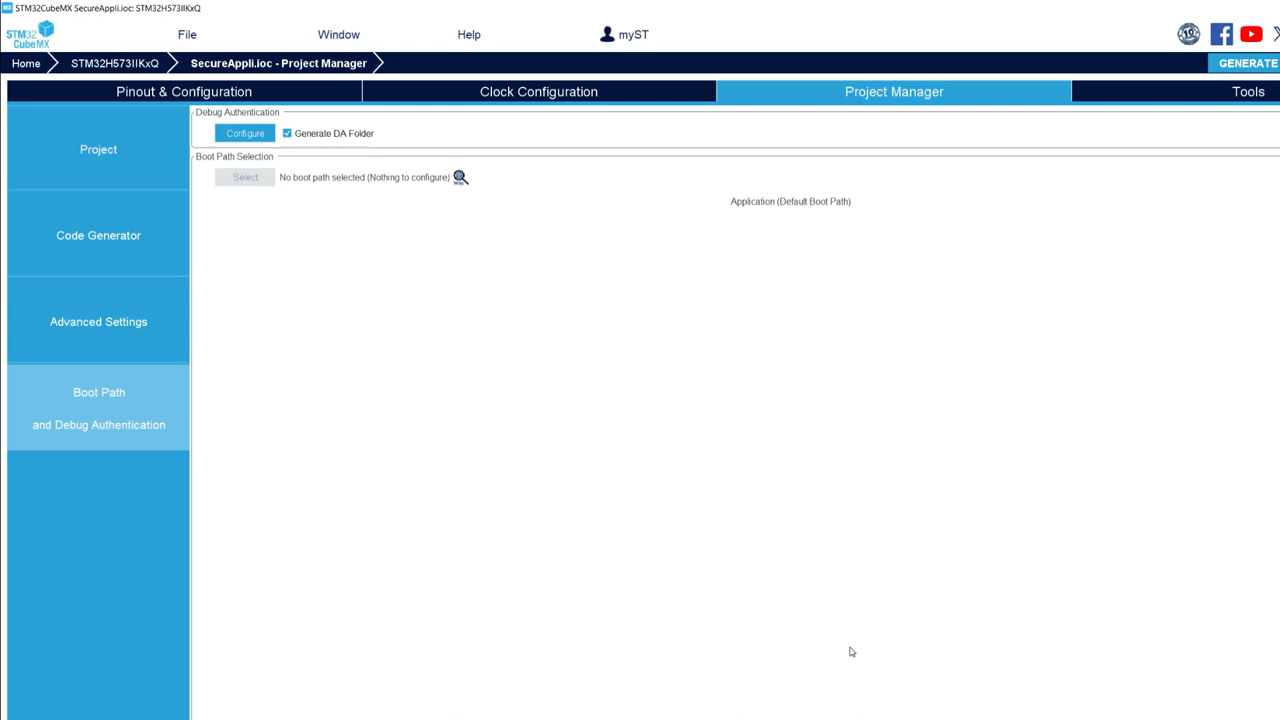 MX STM32CubeMX SecureAppli.ioc: STM32H573IIKxQ
STM32
CubeMX
File
Window
Help
myST
10
Home
STM32H573IIKxQ
SecureAppli.ioc - Project Manager
GENERATE
Pinout & Configuration
Clock Configuration
Project Manager
Tools
Project
Code Generator
Advanced Settings
Boot Path
and Debug Authentication
Debug Authentication
Configure
Generate DA Folder
Boot Path Selection
Select
No boot path selected (Nothing to configure)
Application (Default Boot Path)